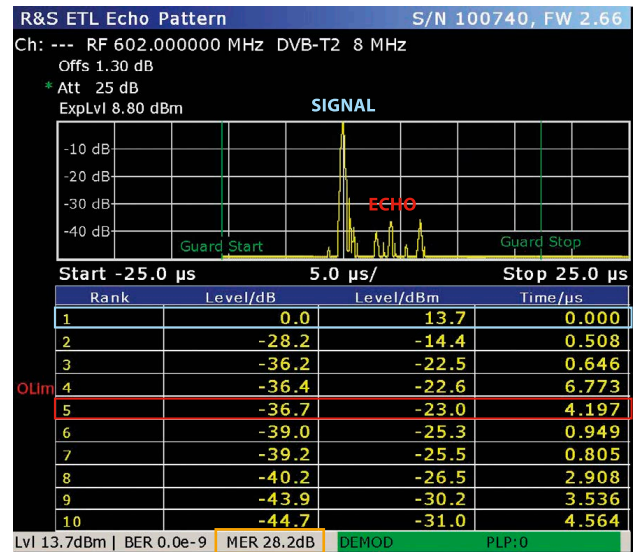 R&S ETL Echo Pattern S/N 100740, FW 2.66
Ch: --- RF 602.000000 MHz DVB-T2 8 MHz
Offs 1.30 dB
* Att 25 dB
ExpLvl 8.80 dBm
SIGNAL
-10 dB
-20 dB
-30 dB
ECHO
-40 dB
Guard Start Guard Stop
Start -25.0 µs 5.0 µs/ Stop 25.0 µs
Rank Level/dB Level/dBm Time/µs
1 0.0 13.7 0.000
2 -28.2 -14.4 0.508
3 -36.2 -22.5 0.646
OLIm 4 -36.4 -22.6 6.773
5 -36.7 -23.0 4.197
6 -39.0 -25.3 0.949
7 -39.2 -25.5 0.805
8 -40.2 -26.5 2.908
9 -43.9 -30.2 3.536
10 -44.7 -31.0 4.564
Lvl 13.7dBm | BER 0.0e-9 MER 28.2dB DEMOD PLP:0